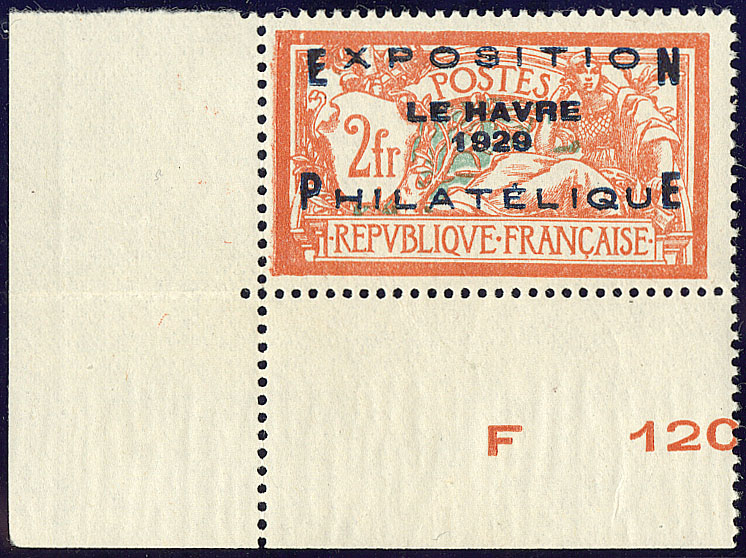 EXPOSITION
POSTES
LE HAVRE
1929
2fr
PHILATÉLIQUE
·REPVBLIQVE·FRANÇAISE·
F 120